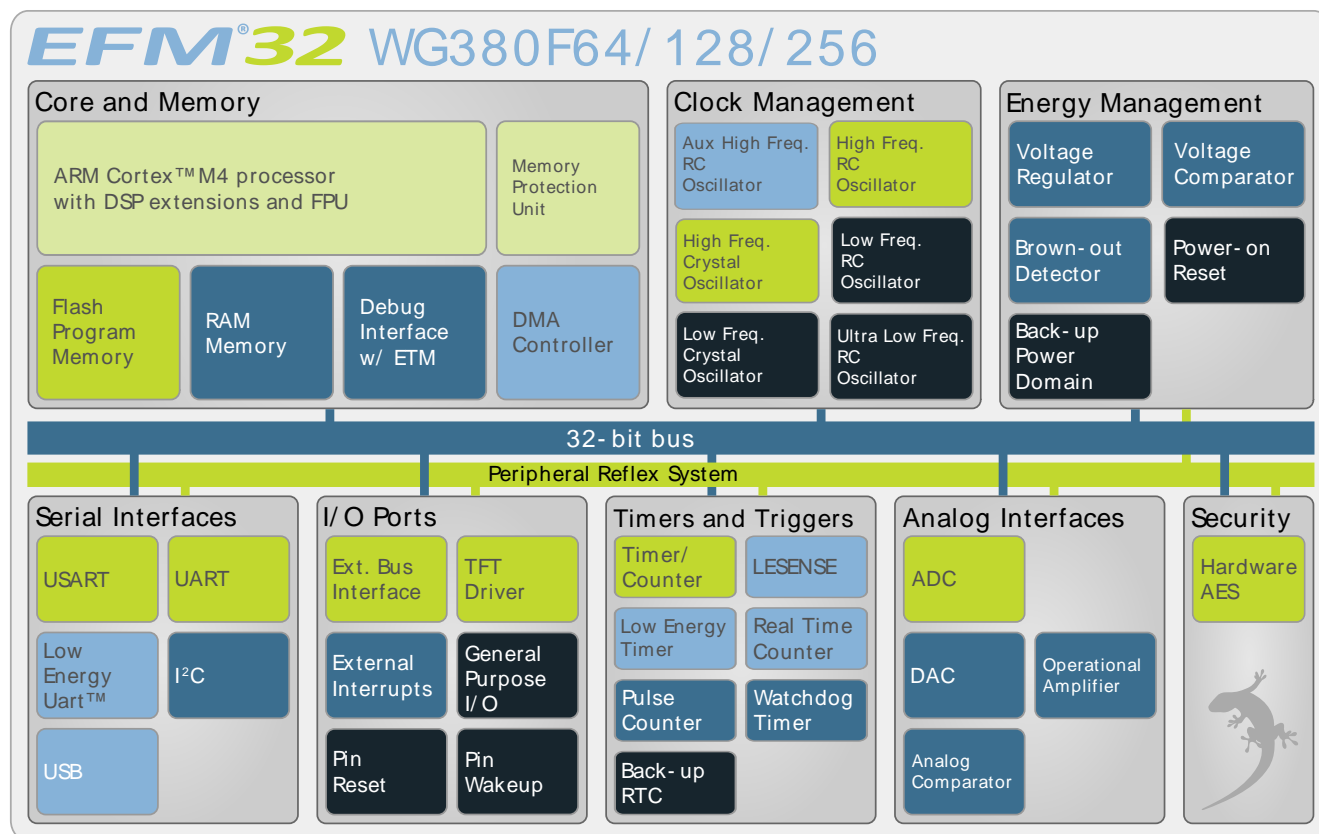 EFM®32 WG380F64/128/256
Core and Memory
ARM Cortex™ M4 processor
with DSP extensions and FPU
Memory
Protection
Unit
Flash
Program
Memory
RAM
Memory
Debug
Interface
w/ ETM
DMA
Controller
Clock Management
Aux High Freq.
RC
Oscillator
High Freq.
RC
Oscillator
High Freq.
Crystal
Oscillator
Low Freq.
RC
Oscillator
Low Freq.
Crystal
Oscillator
Ultra Low Freq.
RC
Oscillator
Energy Management
Voltage
Regulator
Voltage
Comparator
Brown-out
Detector
Power-on
Reset
Back-up
Power
Domain
32-bit bus
Peripheral Reflex System
Serial Interfaces
USART
UART
Low
Energy
Uart™
I²C
USB
I/O Ports
Ext. Bus
Interface
TFT
Driver
External
Interrupts
General
Purpose
I/O
Pin
Reset
Pin
Wakeup
Timers and Triggers
Timer/
Counter
LESENSE
Low Energy
Timer
Real Time
Counter
Pulse
Counter
Watchdog
Timer
Back-up
RTC
Analog Interfaces
ADC
DAC
Operational
Amplifier
Analog
Comparator
Security
Hardware
AES